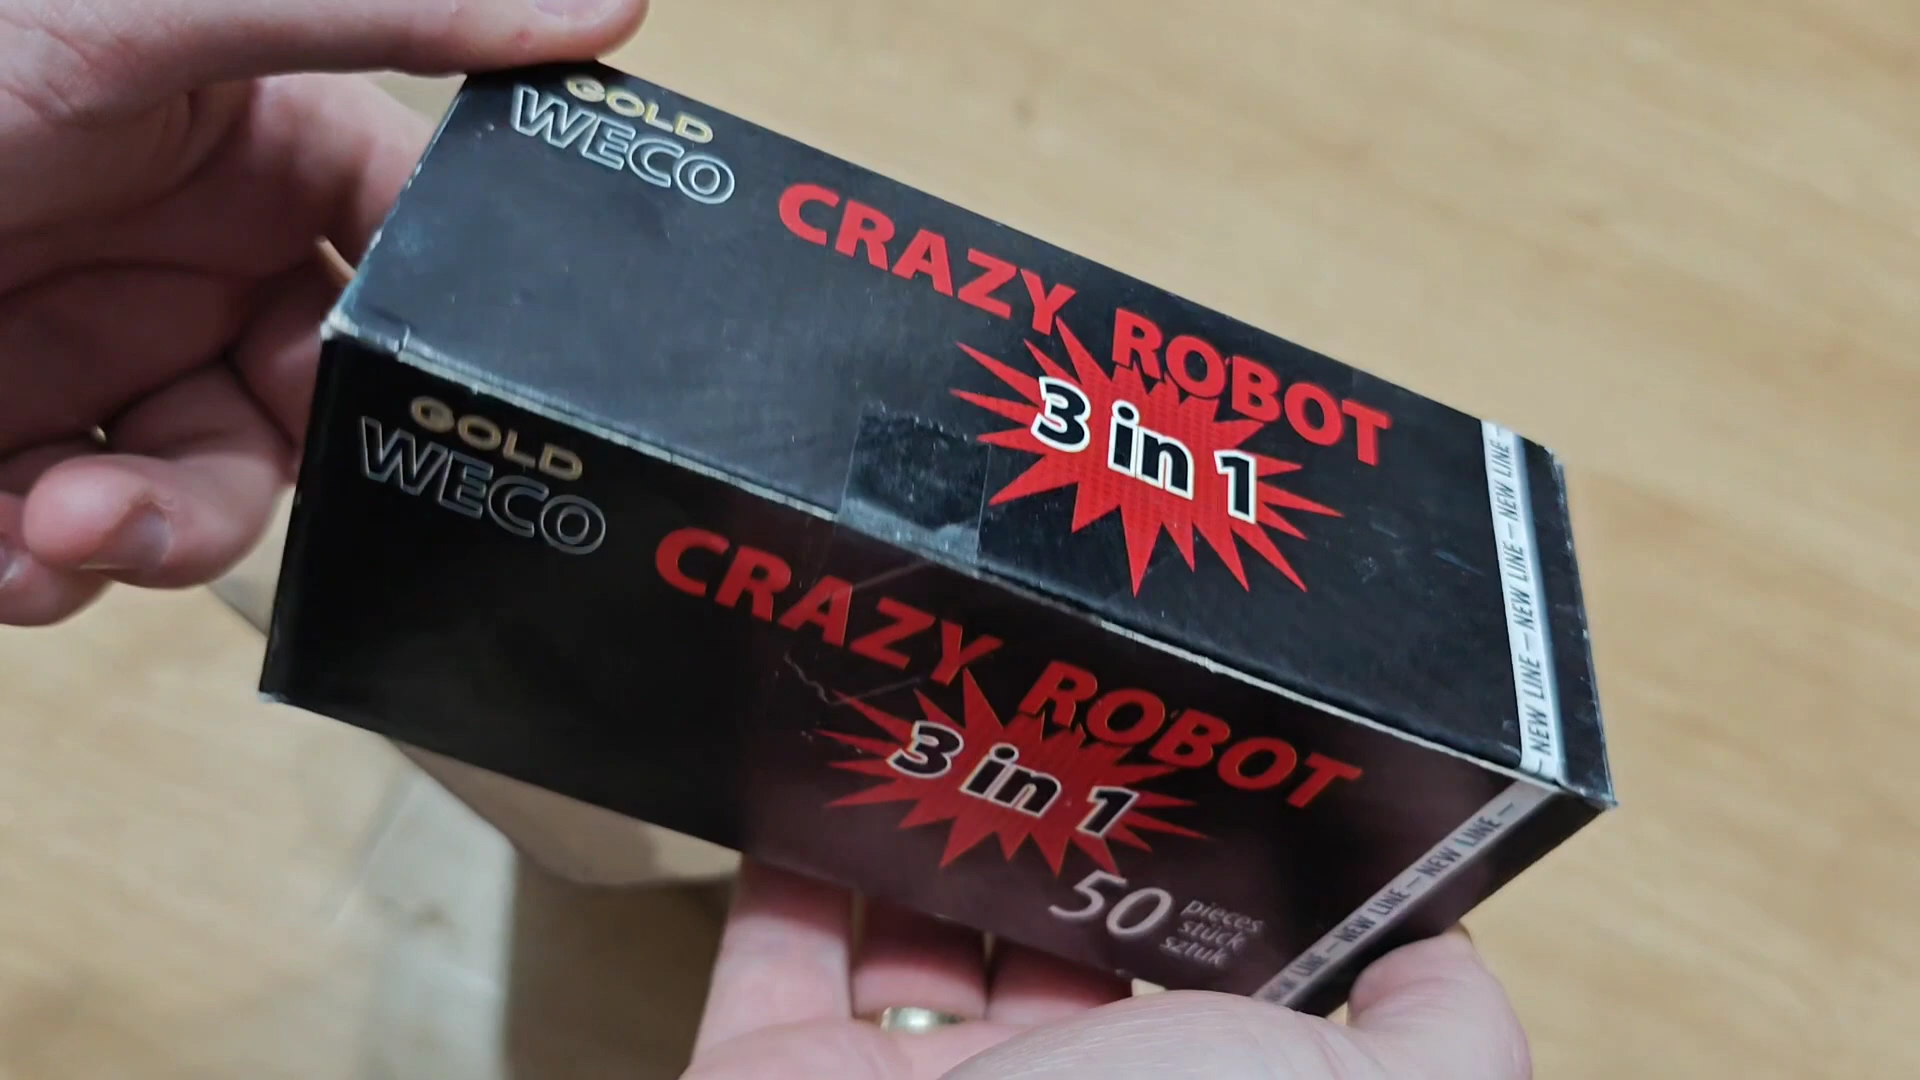 GOLD
WECO
CRAZY ROBOT
3 in 1
NEW LINE — NEW LINE — NEW LINE
GOLD
WECO
CRAZY ROBOT
3 in 1
50 pieces
stück
sztuk
NEW LINE — NEW LINE — NEW LINE —